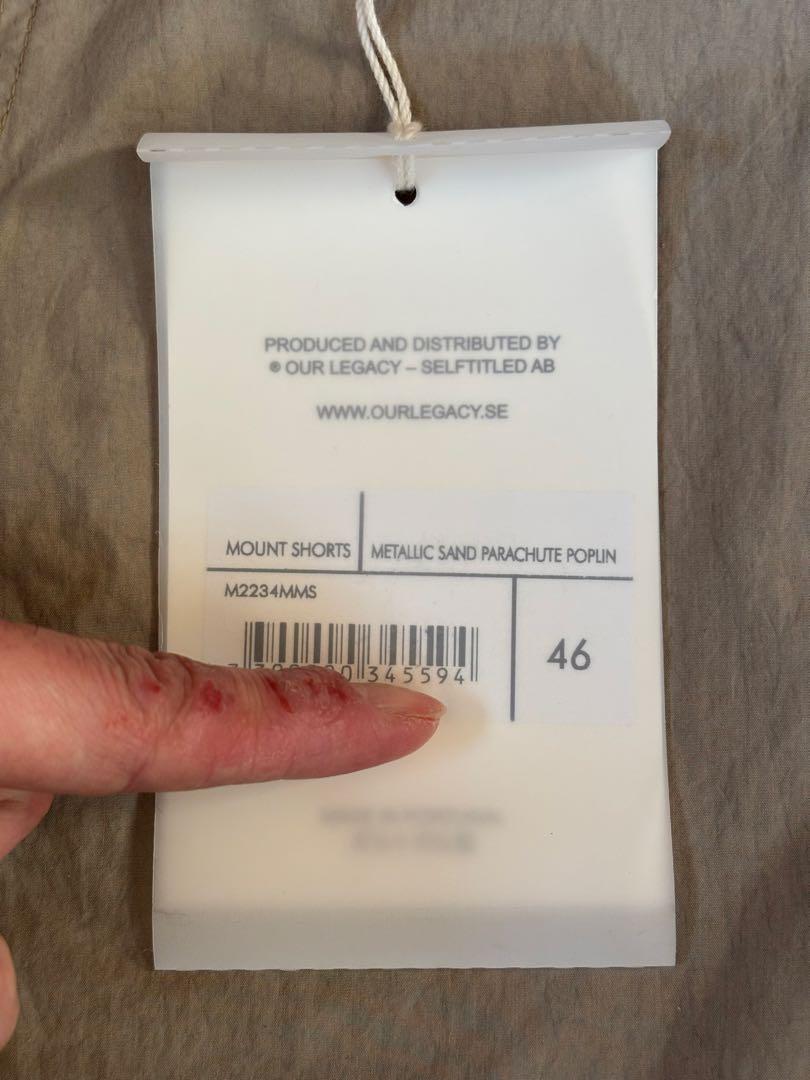 PRODUCED AND DISTRIBUTED BY
® OUR LEGACY – SELFTITLED AB
WWW.OURLEGACY.SE
MOUNT SHORTS
METALLIC SAND PARACHUTE POPLIN
M2234MMS
345594
46